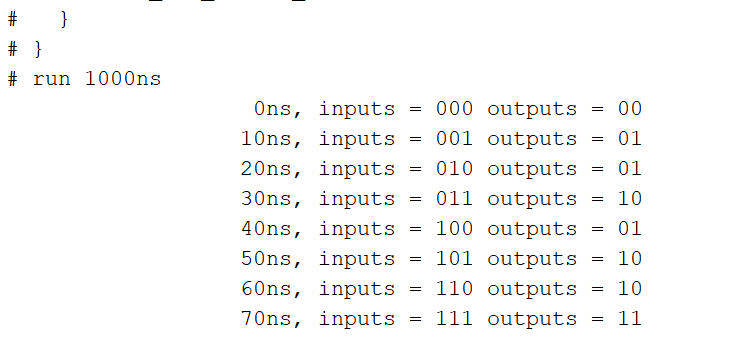 #   }
# }
# run 1000ns
0ns, inputs = 000 outputs = 00
10ns, inputs = 001 outputs = 01
20ns, inputs = 010 outputs = 01
30ns, inputs = 011 outputs = 10
40ns, inputs = 100 outputs = 01
50ns, inputs = 101 outputs = 10
60ns, inputs = 110 outputs = 10
70ns, inputs = 111 outputs = 11